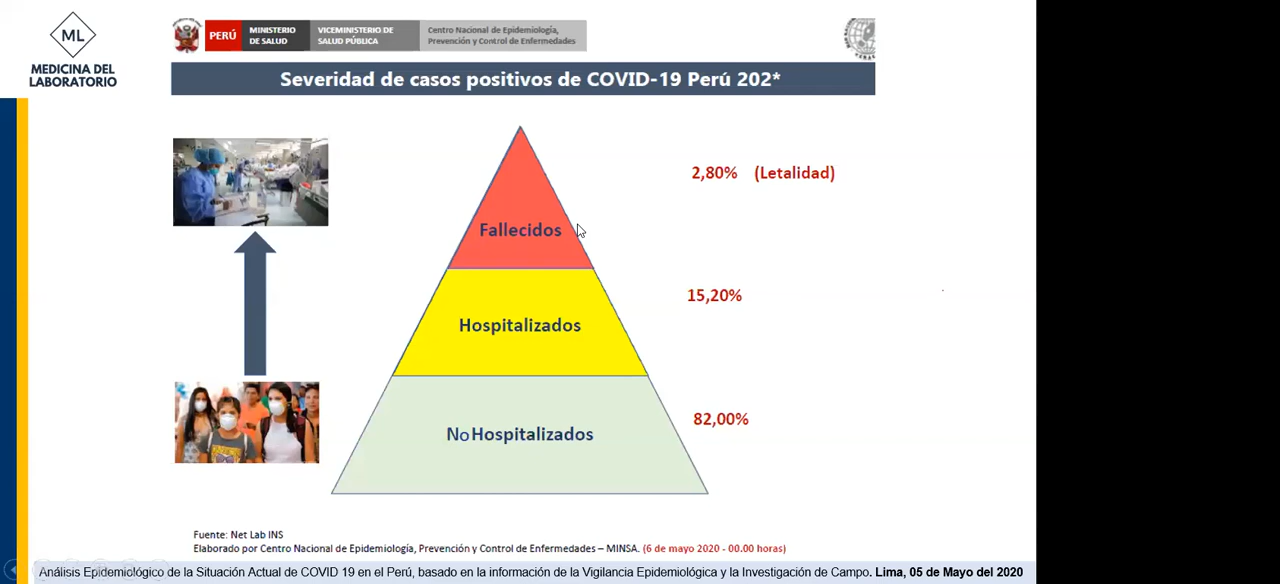 ML
MEDICINA DEL
LABORATORIO
PERÚ
MINISTERIO
DE SALUD
VICEMINISTERIO DE
SALUD PÚBLICA
Centro Nacional de Epidemiología,
Prevención y Control de Enfermedades
Severidad de casos positivos de COVID-19 Perú 202*
2,80% (Letalidad)
Fallecidos
15,20%
Hospitalizados
82,00%
No Hospitalizados
Fuente: Net Lab INS
Elaborado por Centro Nacional de Epidemiología, Prevención y Control de Enfermedades – MINSA. (6 de mayo 2020 - 00.00 horas)
Análisis Epidemiológico de la Situación Actual de COVID 19 en el Perú, basado en la información de la Vigilancia Epidemiológica y la Investigación de Campo. Lima, 05 de Mayo del 2020